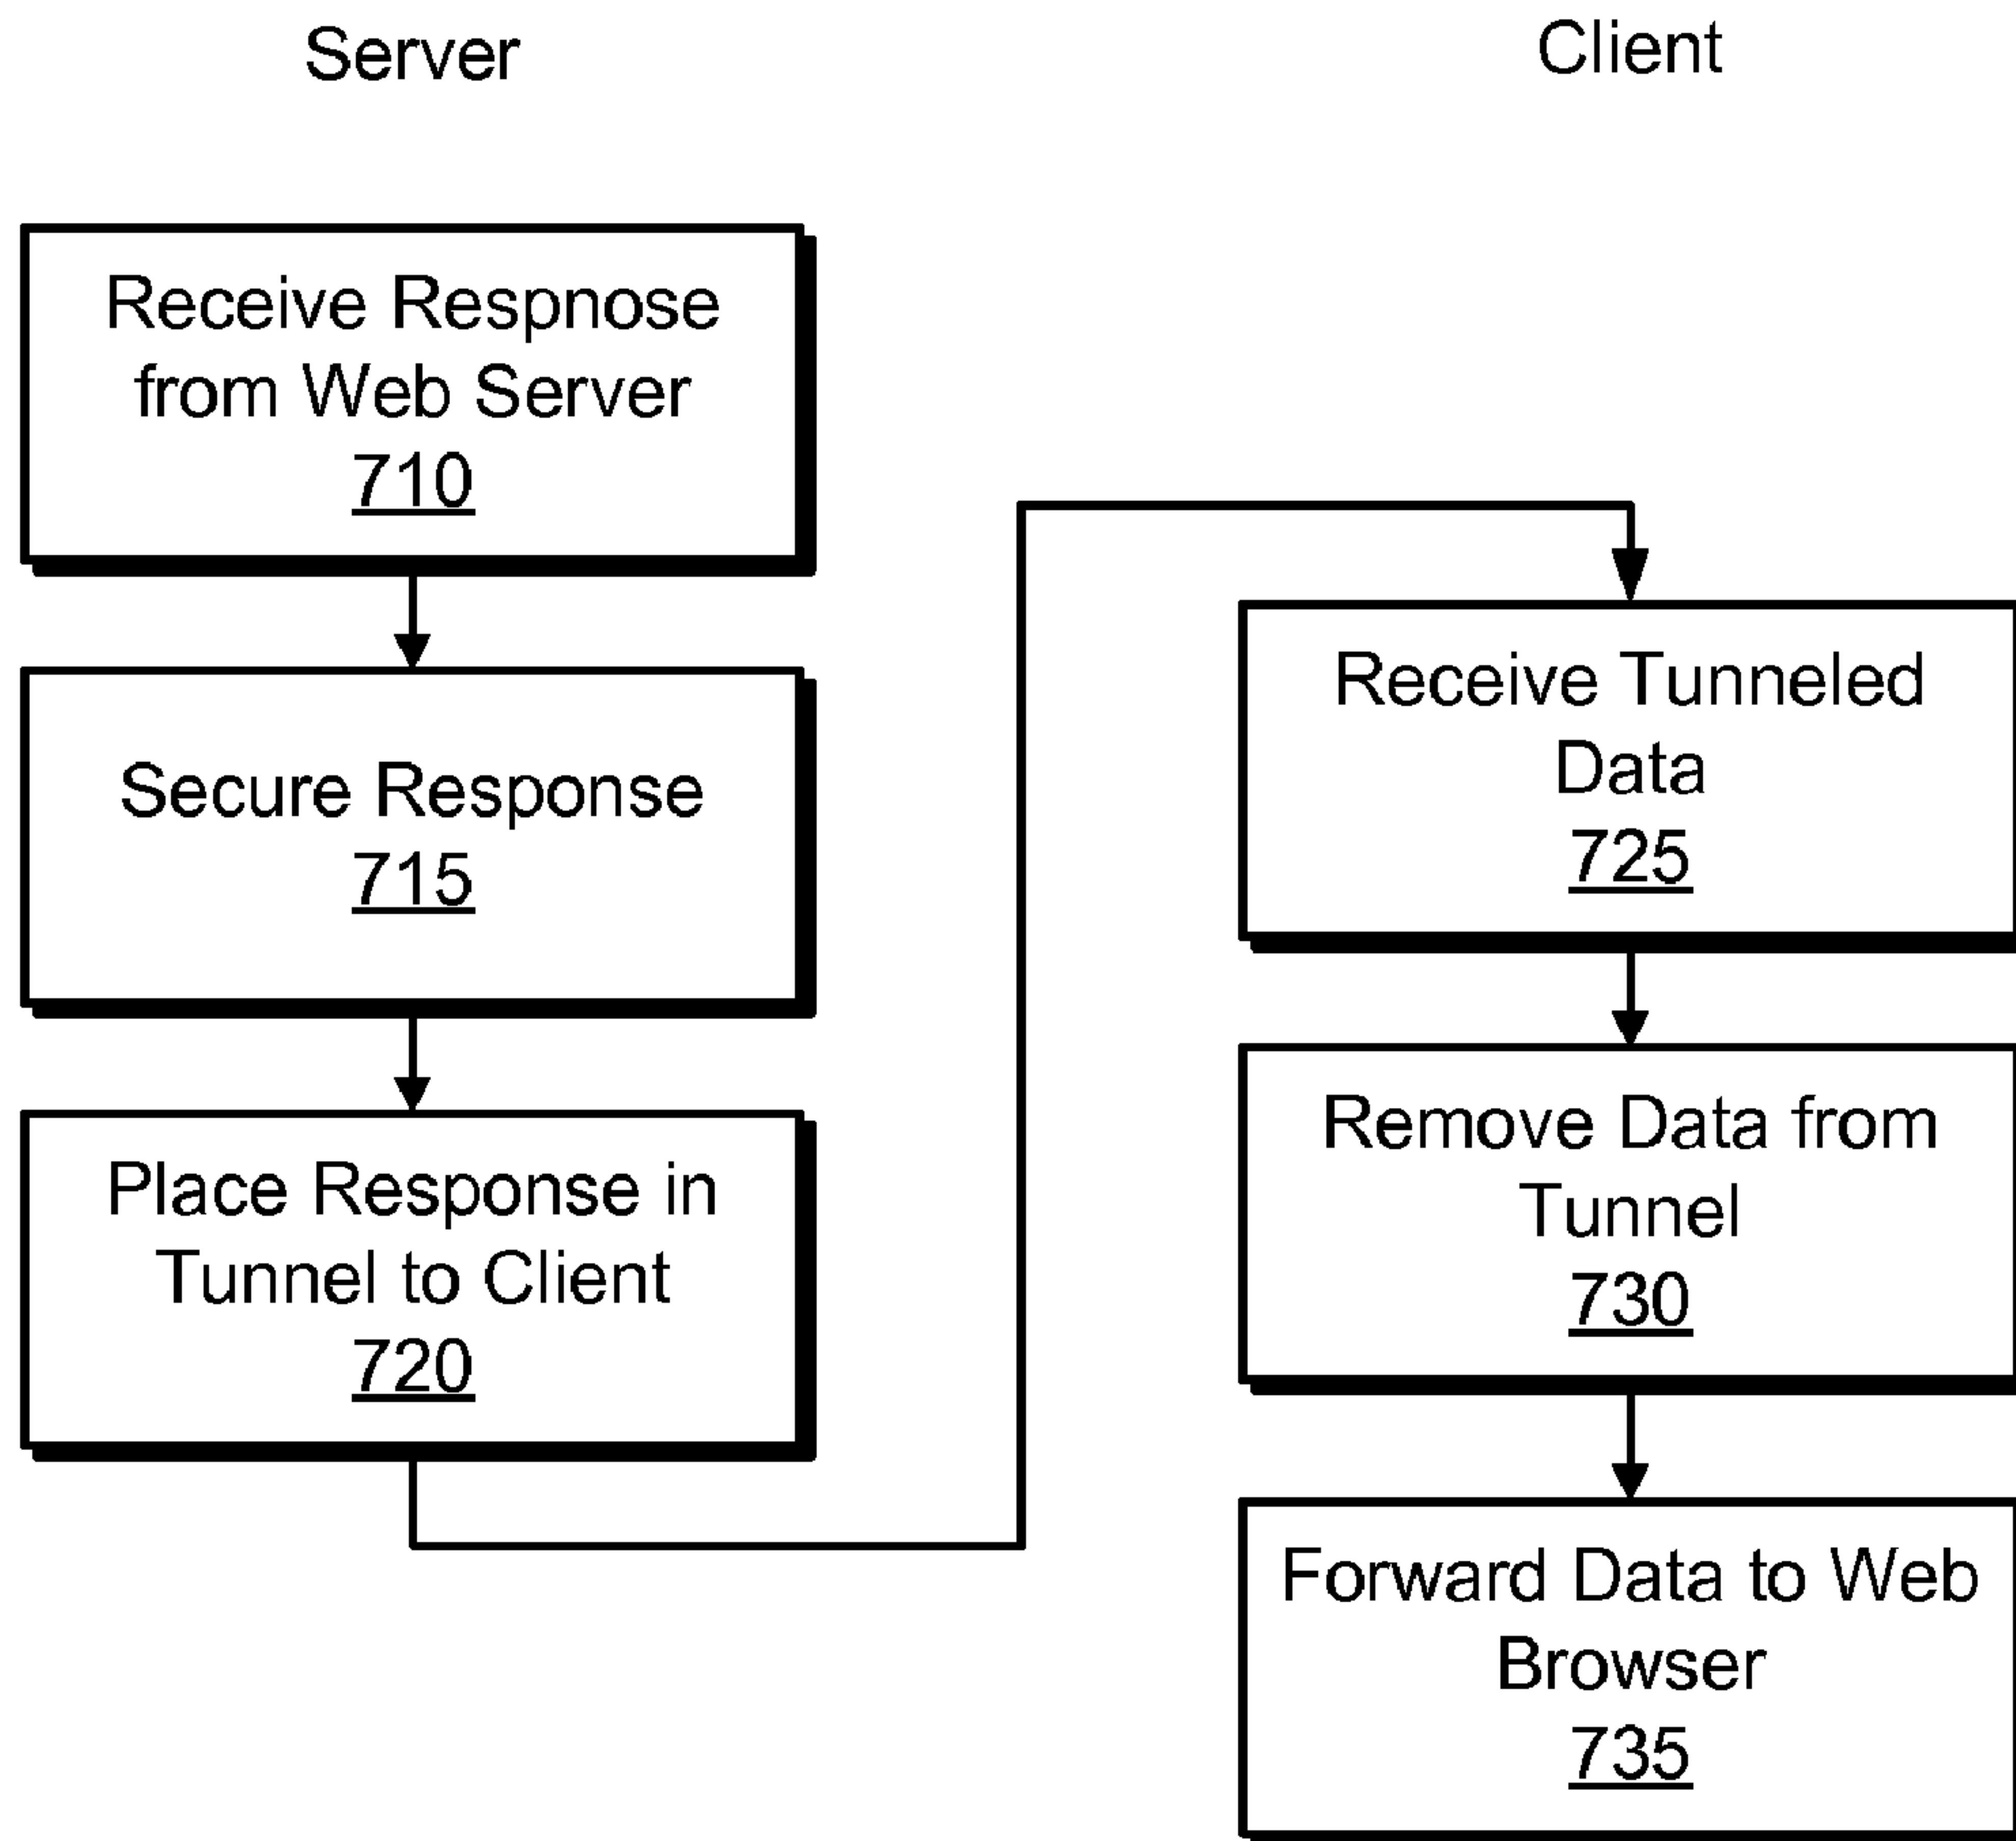 Server
Client
Receive Respnose
from Web Server
710
Secure Response
715
Place Response in
Tunnel to Client
720
Receive Tunneled
Data
725
Remove Data from
Tunnel
730
Forward Data to Web
Browser
735